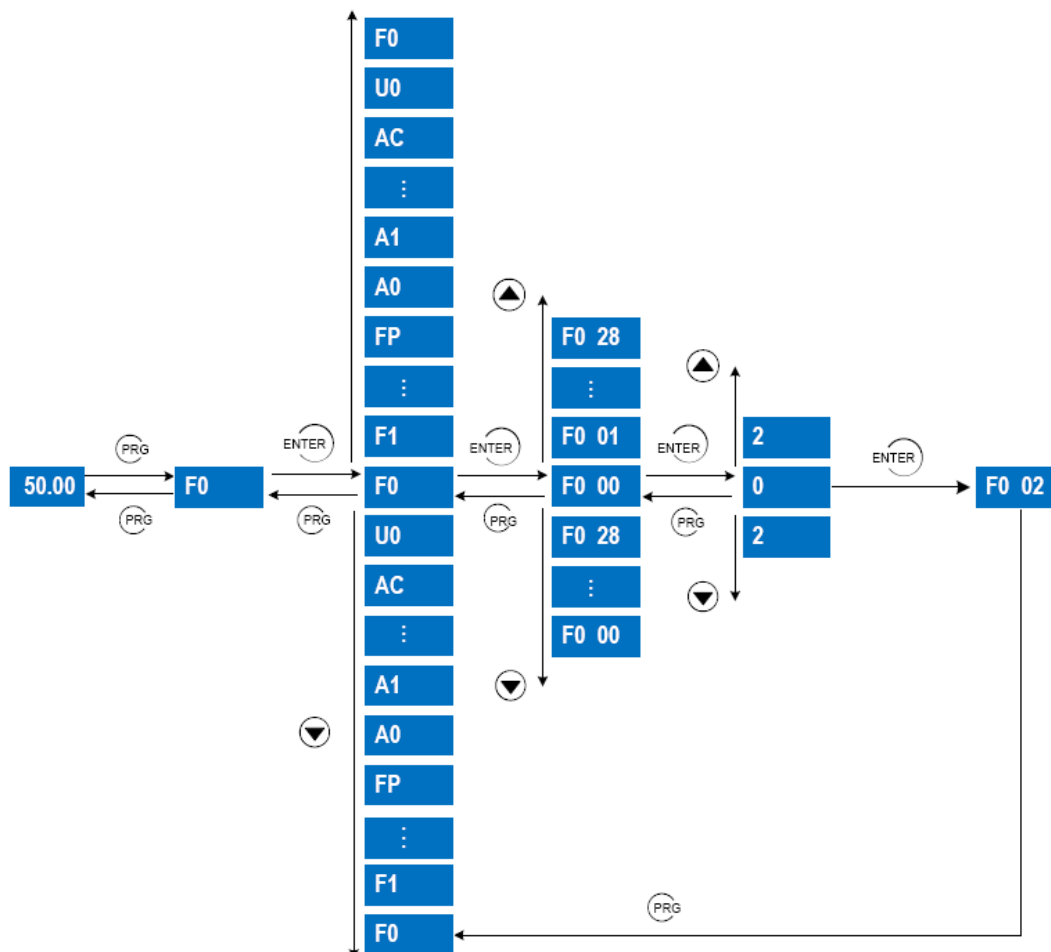 F0
U0
AC
⋮
A1
A0
FP
F0 28
⋮
⋮
F1
F0 01
2
PRG
ENTER
ENTER
ENTER
ENTER
50.00
F0
F0
F0 00
0
F0 02
PRG
PRG
PRG
PRG
U0
F0 28
2
AC
⋮
⋮
F0 00
A1
A0
FP
⋮
F1
PRG
F0